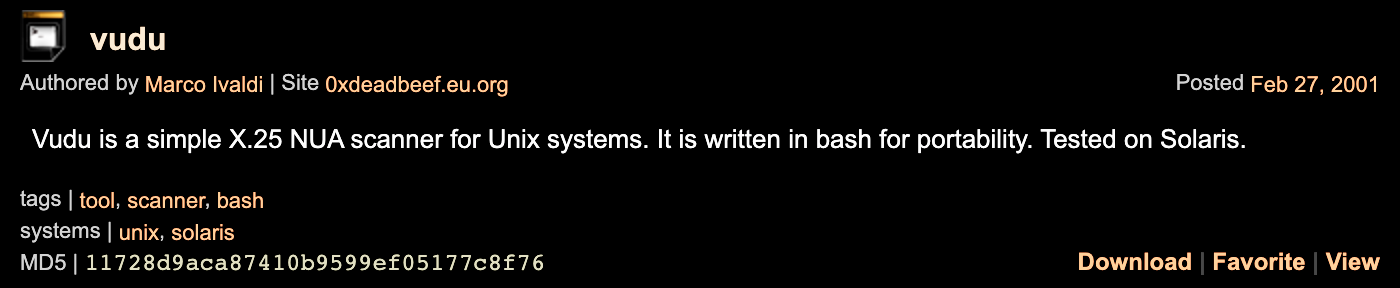 vudu
Authored by Marco Ivaldi | Site 0xdeadbeef.eu.org Posted Feb 27, 2001
Vudu is a simple X.25 NUA scanner for Unix systems. It is written in bash for portability. Tested on Solaris.
tags | tool, scanner, bash
systems | unix, solaris
MD5 | 11728d9aca87410b9599ef05177c8f76 Download | Favorite | View